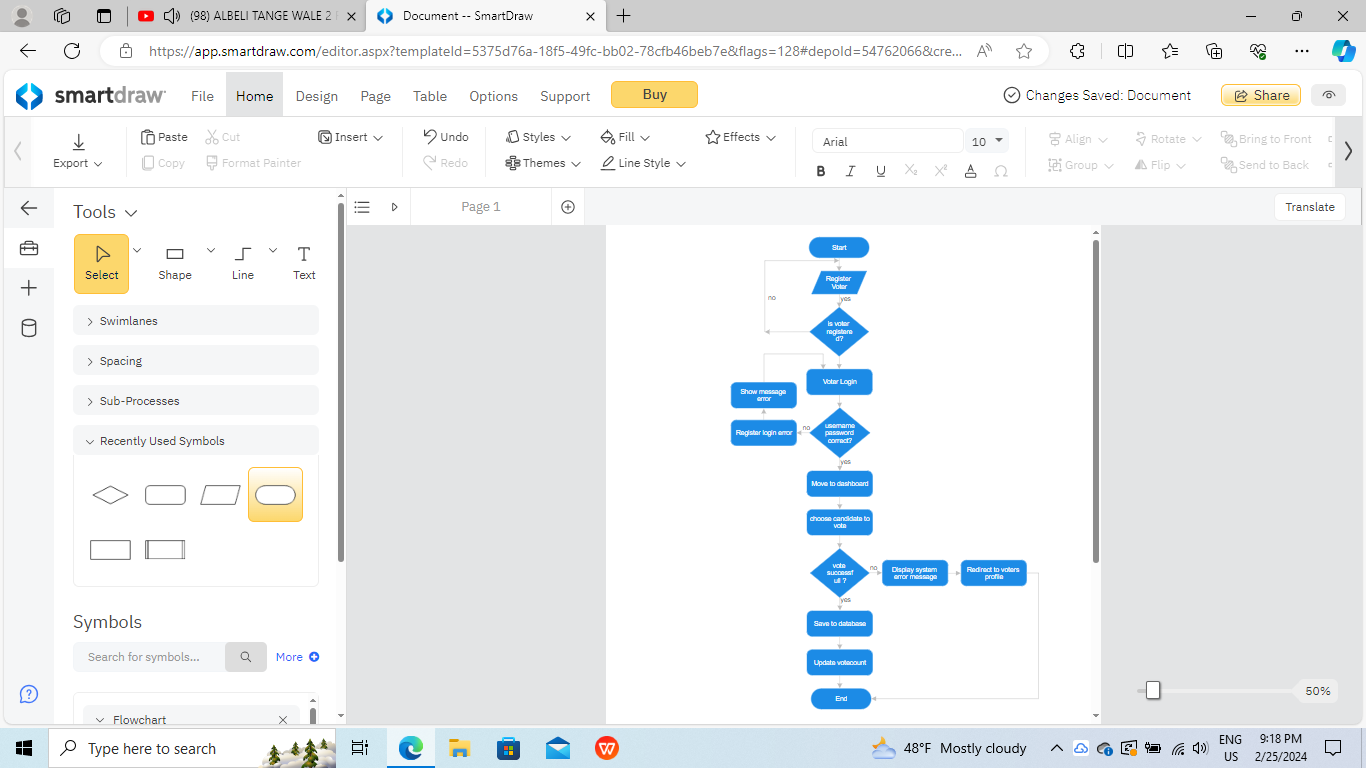 (98) ALBELI TANGE WALE 2
Document -- SmartDraw
https://app.smartdraw.com/editor.aspx?templateId=5375d76a-18f5-49fc-bb02-78cfb46beb7e&flags=128#depoId=54762066&cre...
smartdraw
File
Home
Design
Page
Table
Options
Support
Buy
Changes Saved: Document
Share
Export
Paste
Cut
Copy
Format Painter
Insert
Undo
Redo
Styles
Themes
Fill
Line Style
Effects
Arial
10
B
I
U
Align
Group
Rotate
Flip
Bring to Front
Send to Back
Page 1
Translate
Tools
Select
Shape
Line
Text
Swimlanes
Spacing
Sub-Processes
Recently Used Symbols
Symbols
Search for symbols...
More
Flowchart
Start
Register
Voter
yes
no
is voter
registere
d?
Voter Login
Show message
error
Register login error
no
username
password
correct?
yes
Move to dashboard
choose candidate to
vote
vote
successf
ull ?
no
Display system
error message
Redirect to voters
profile
yes
Save to database
Update votecount
End
50%
Type here to search
48°F Mostly cloudy
ENG
US
9:18 PM
2/25/2024